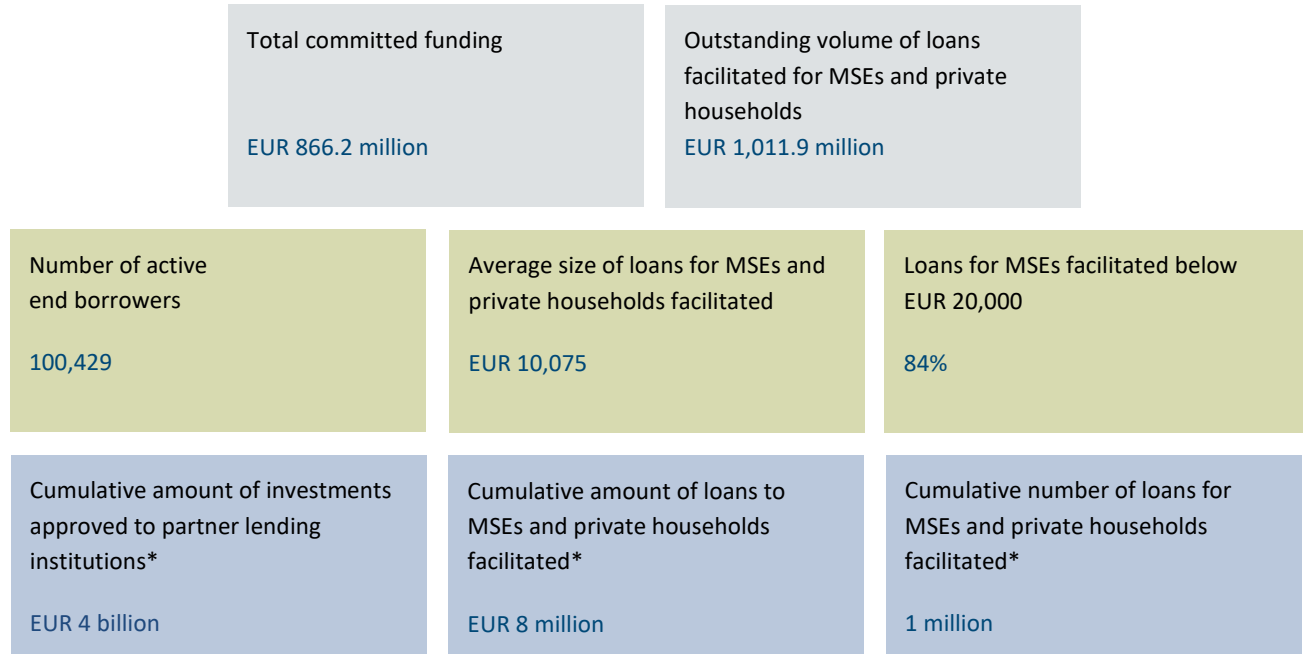 Total committed funding
EUR 866.2 million
Outstanding volume of loans
facilitated for MSEs and private
households
EUR 1,011.9 million
Number of active
end borrowers
100,429
Average size of loans for MSEs and
private households facilitated
EUR 10,075
Loans for MSEs facilitated below
EUR 20,000
84%
Cumulative amount of investments
approved to partner lending
institutions*
EUR 4 billion
Cumulative amount of loans to
MSEs and private households
facilitated*
EUR 8 million
Cumulative number of loans for
MSEs and private households
facilitated*
1 million